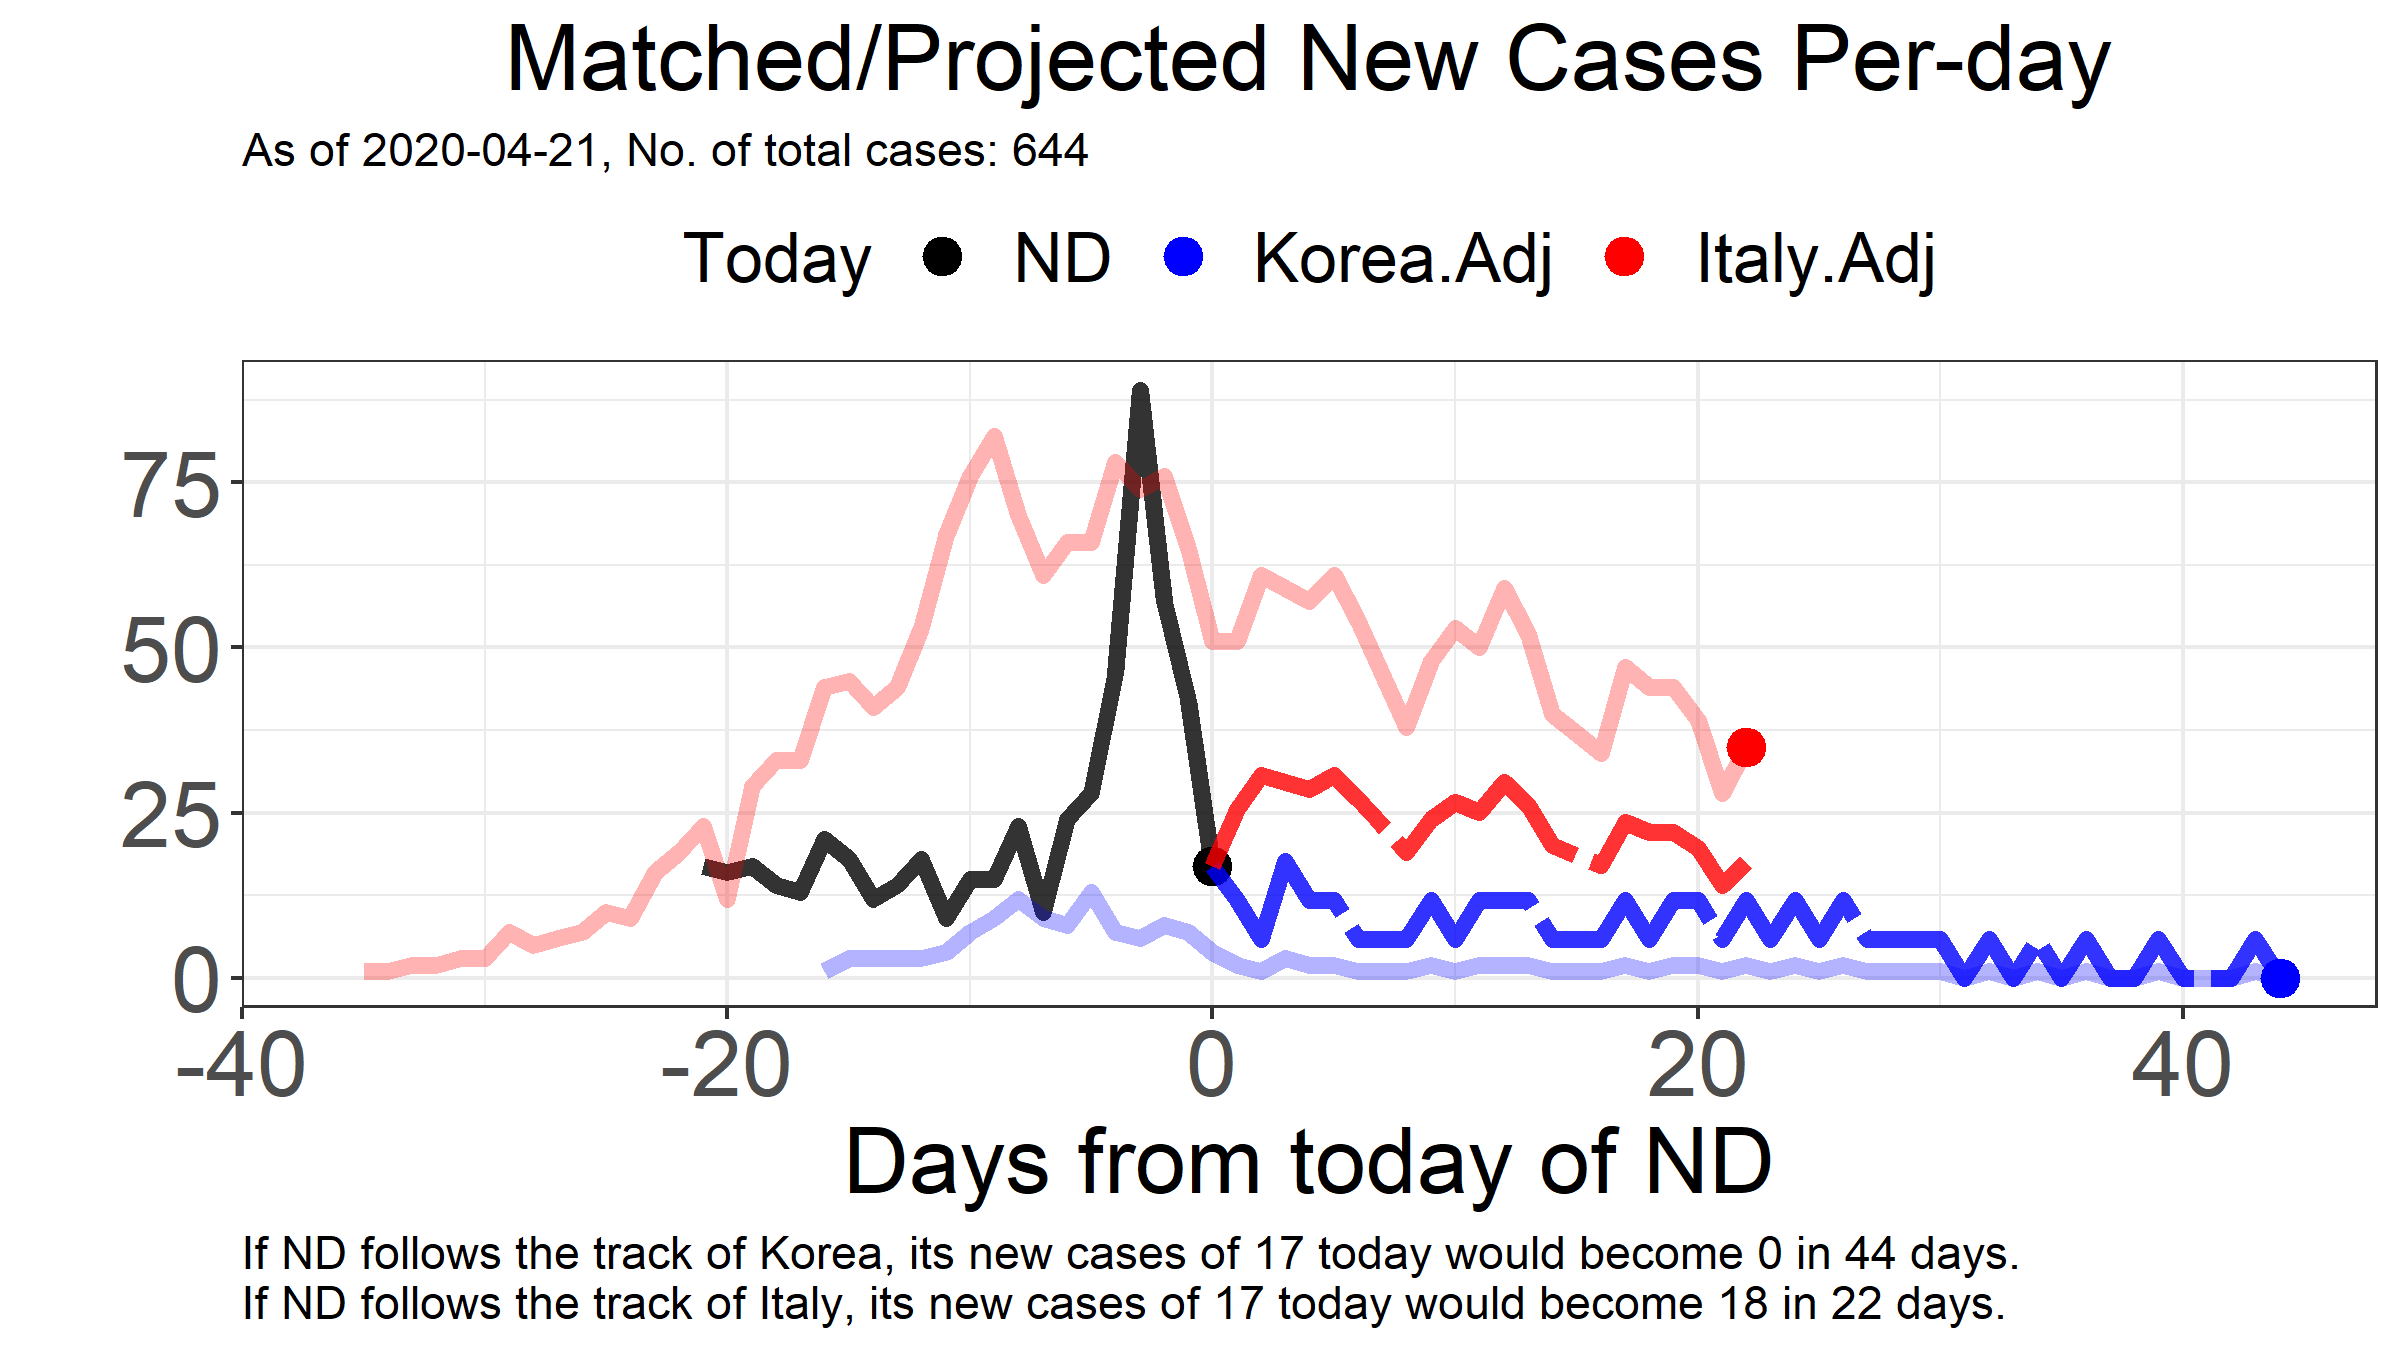 Matched/Projected New Cases Per-day
As of 2020-04-21, No. of total cases: 644
Today ND Korea.Adj Italy.Adj
75
50
25
0
-40 -20 0 20 40
Days from today of ND
If ND follows the track of Korea, its new cases of 17 today would become 0 in 44 days.
If ND follows the track of Italy, its new cases of 17 today would become 18 in 22 days.